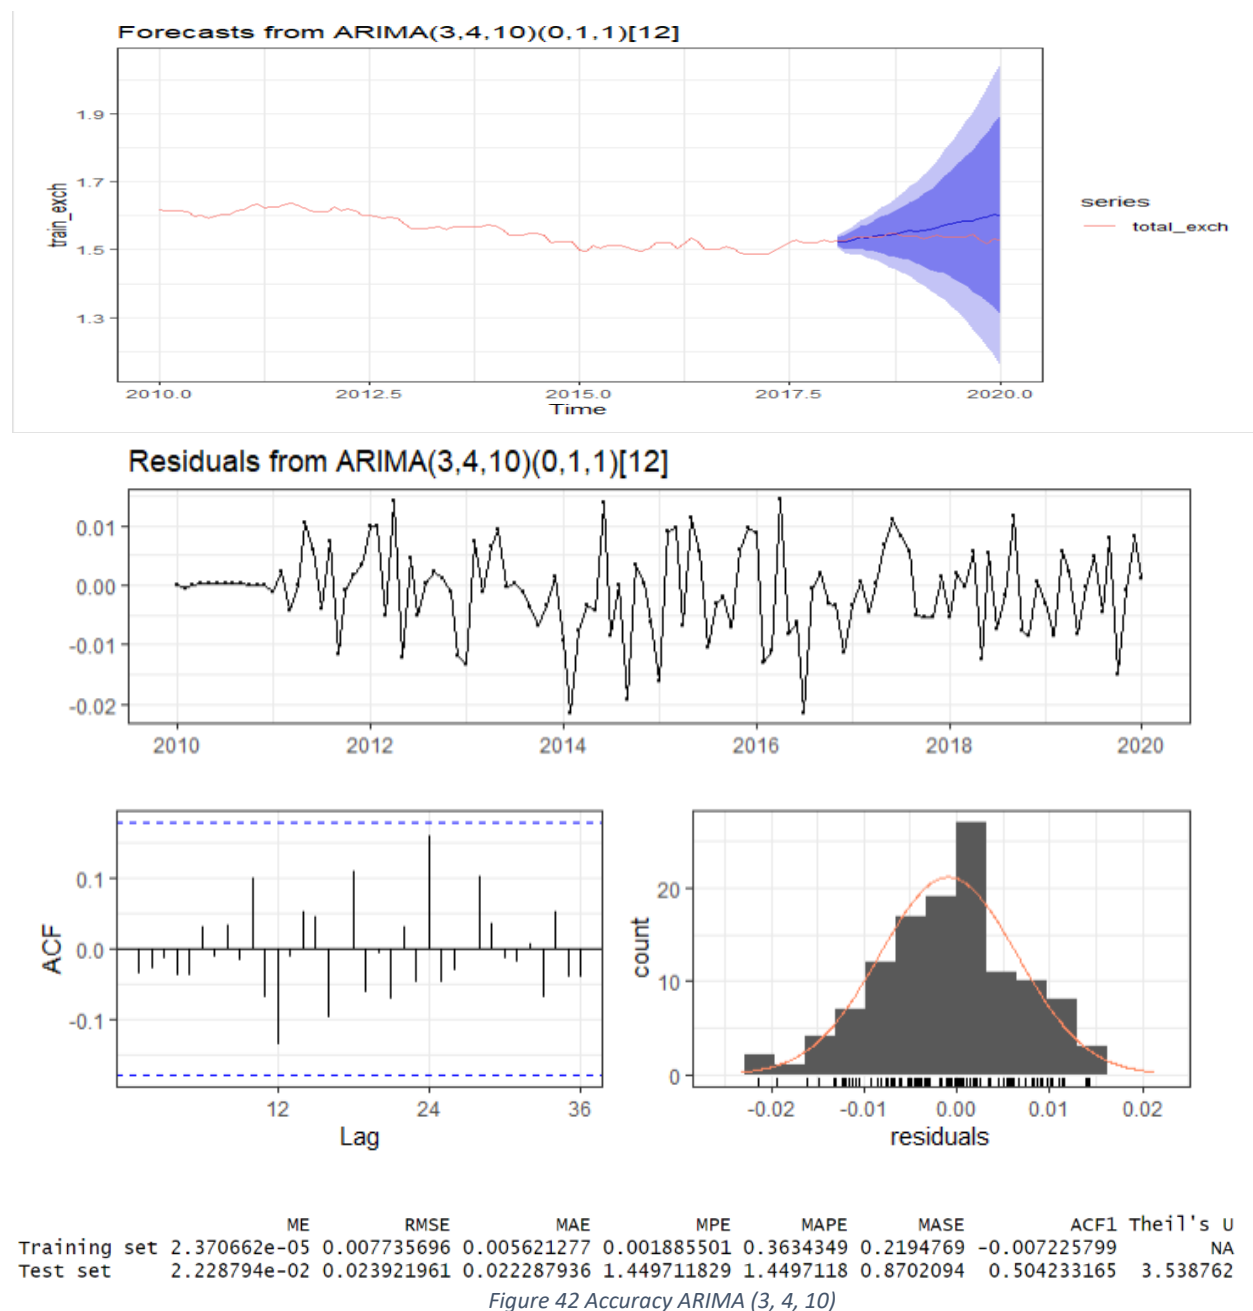 Forecasts from ARIMA(3,4,10)(0,1,1)[12]
1.9
1.7
1.5
1.3
train_exch
2010.0 2012.5 2015.0 2017.5 2020.0
Time
series
total_exch
Residuals from ARIMA(3,4,10)(0,1,1)[12]
0.01
0.00
-0.01
-0.02
2010 2012 2014 2016 2018 2020
0.1
0.0
-0.1
ACF
12 24 36
Lag
20
10
0
count
-0.02 -0.01 0.00 0.01 0.02
residuals
ME RMSE MAE MPE MAPE MASE ACF1 Theil's U
Training set 2.370662e-05 0.007735696 0.005621277 0.001885501 0.3634349 0.2194769 -0.007225799 NA
Test set 2.228794e-02 0.023921961 0.022287936 1.449711829 1.4497118 0.8702094 0.504233165 3.538762
Figure 42 Accuracy ARIMA (3, 4, 10)